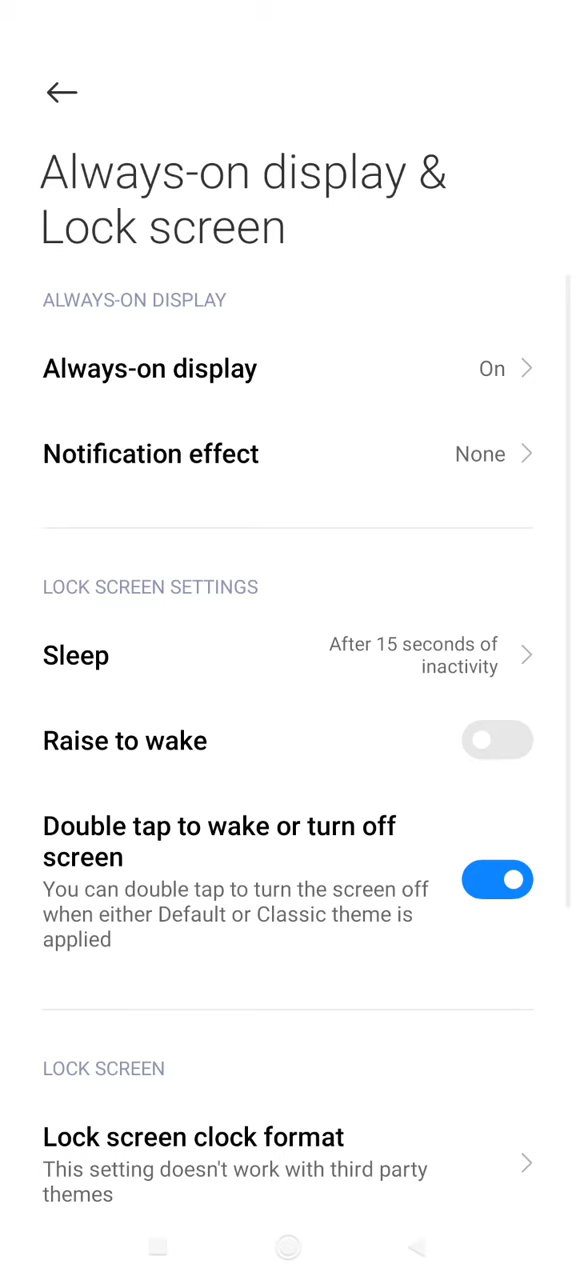 Always-on display &
Lock screen
ALWAYS-ON DISPLAY
Always-on display On
Notification effect None
LOCK SCREEN SETTINGS
Sleep After 15 seconds of
inactivity
Raise to wake
Double tap to wake or turn off
screen
You can double tap to turn the screen off
when either Default or Classic theme is
applied
LOCK SCREEN
Lock screen clock format
This setting doesn't work with third party
themes